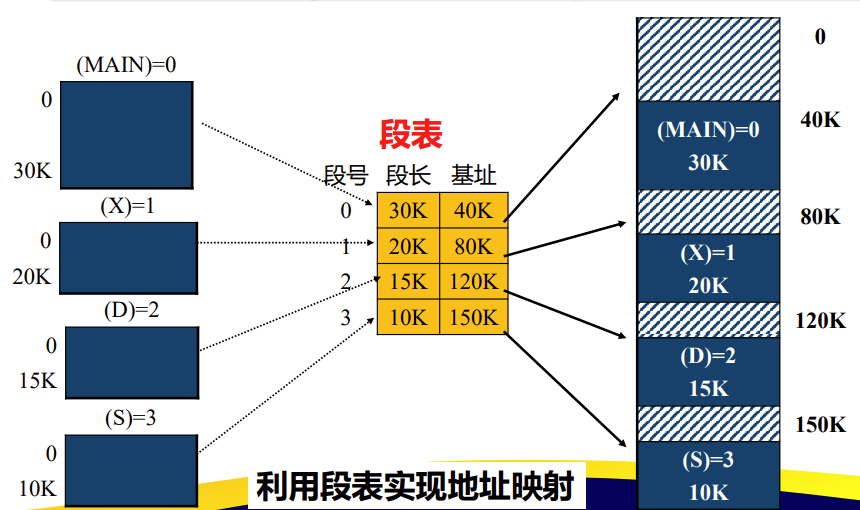 (MAIN)=0
0
30K
(X)=1
0
20K
(D)=2
0
15K
(S)=3
0
10K
段表
段号 段长 基址
0 30K 40K
1 20K 80K
2 15K 120K
3 10K 150K
0
40K
(MAIN)=0
30K
80K
(X)=1
20K
120K
(D)=2
15K
150K
(S)=3
10K
利用段表实现地址映射